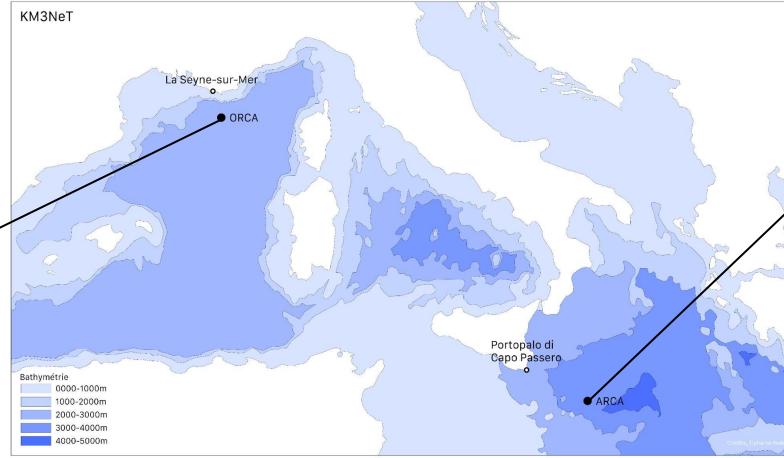 KM3NeT
La Seyne-sur-Mer
ORCA
Portopalo di
Capo Passero
ARCA
Bathymétrie
0000-1000m
1000-2000m
2000-3000m
3000-4000m
4000-5000m